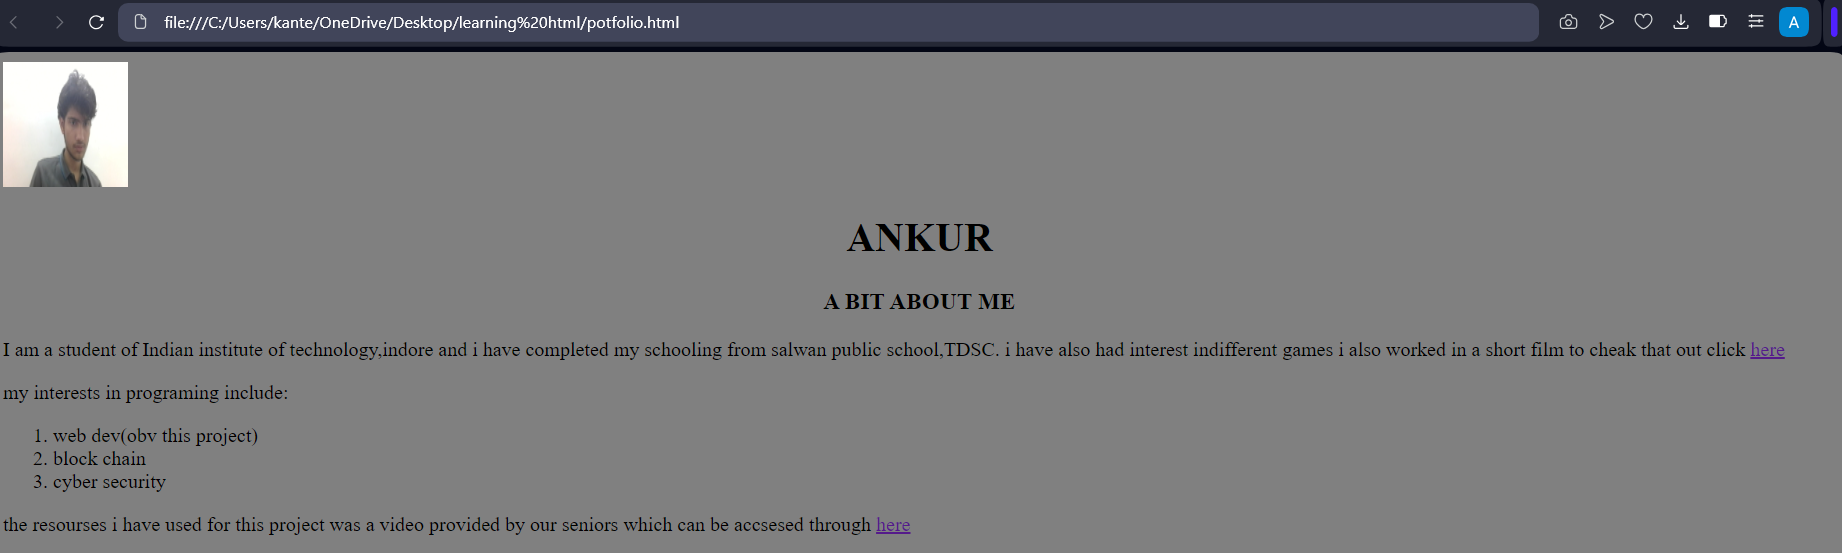 file:///C:/Users/kante/OneDrive/Desktop/learning%20html/potfolio.html
A
ANKUR
A BIT ABOUT ME
I am a student of Indian institute of technology,indore and i have completed my schooling from salwan public school,TDSC. i have also had interest indifferent games i also worked in a short film to cheak that out click here
my interests in programing include:
1. web dev(obv this project)
2. block chain
3. cyber security
the resourses i have used for this project was a video provided by our seniors which can be accsesed through here